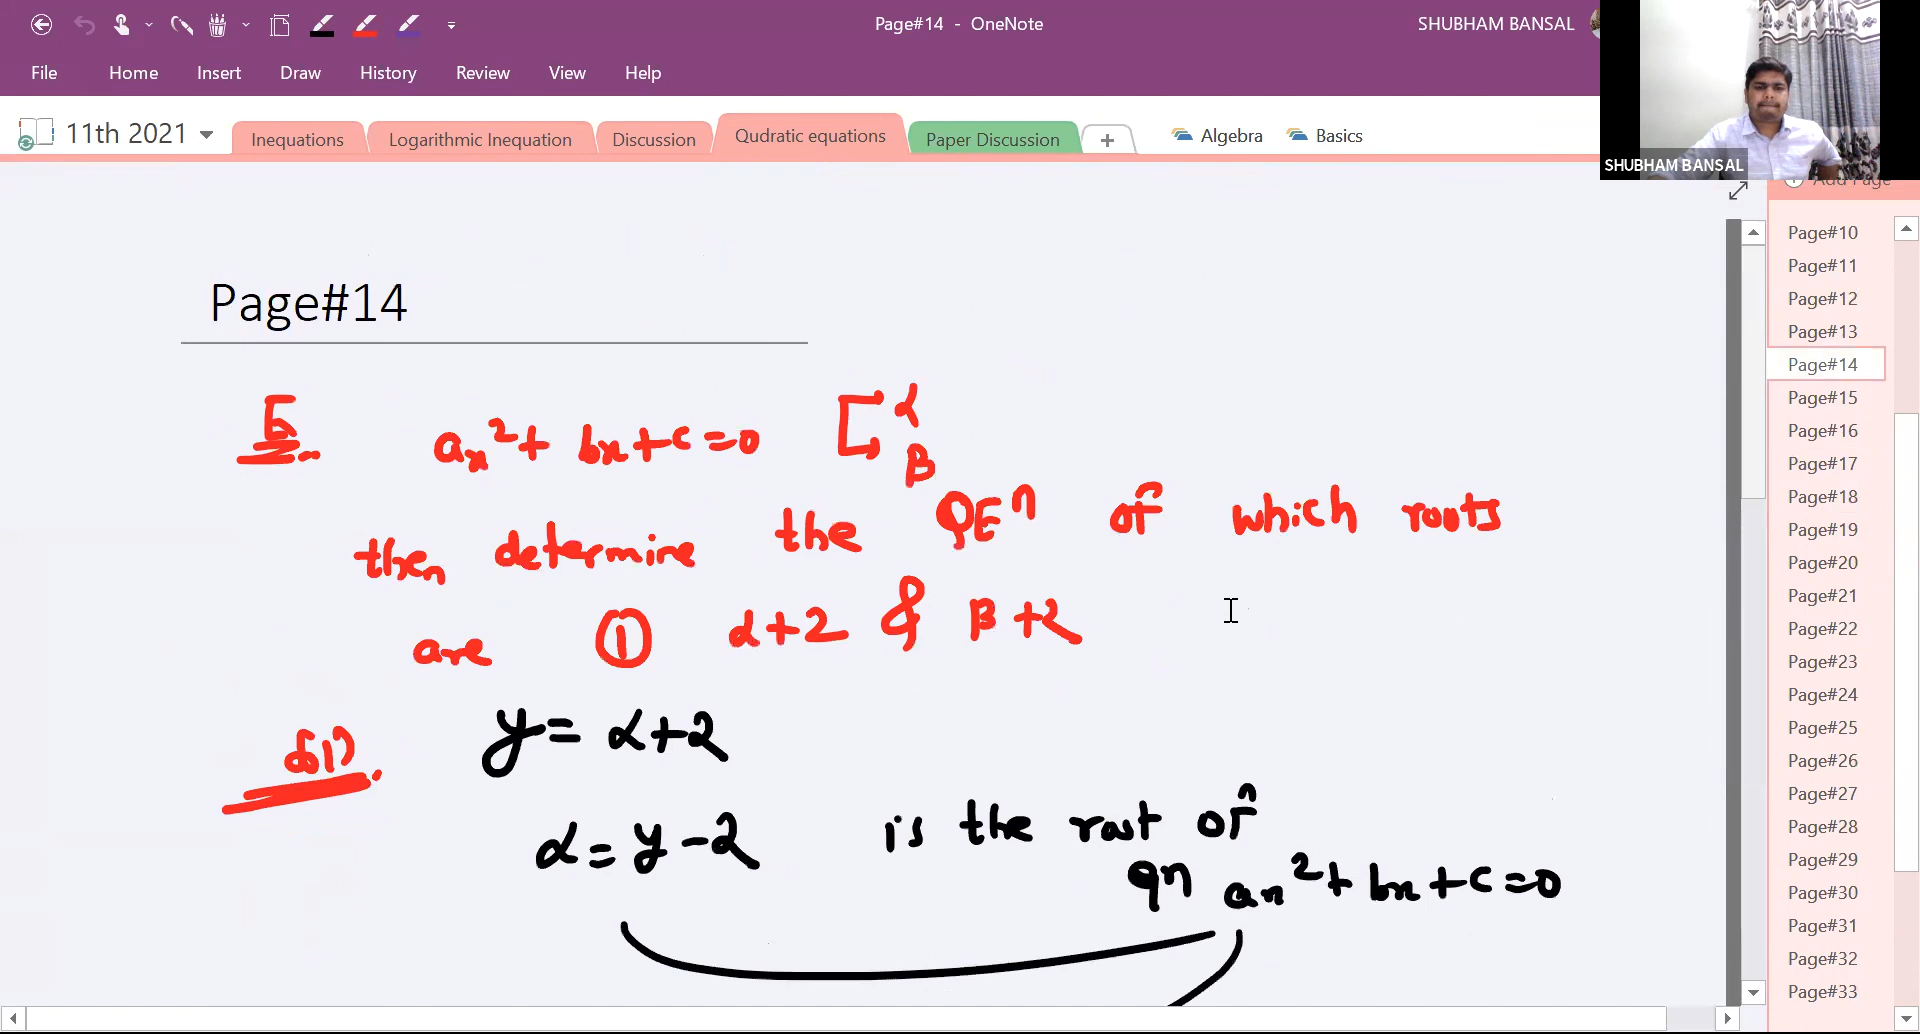 Page#14 - OneNote
SHUBHAM BANSAL
File Home Insert Draw History Review View Help
11th 2021
Inequations
Logarithmic Inequation
Discussion
Qudratic equations
Paper Discussion
+
Algebra
Basics
SHUBHAM BANSAL
Add Page
Page#14
ax²+ bx+c=0 α
β
then determine the QEⁿ of which roots
are ① α+2 & β+2
y= α+2
α= y-2 is the root of
qn ax²+ bx+c=0
Page#10
Page#11
Page#12
Page#13
Page#14
Page#15
Page#16
Page#17
Page#18
Page#19
Page#20
Page#21
Page#22
Page#23
Page#24
Page#25
Page#26
Page#27
Page#28
Page#29
Page#30
Page#31
Page#32
Page#33